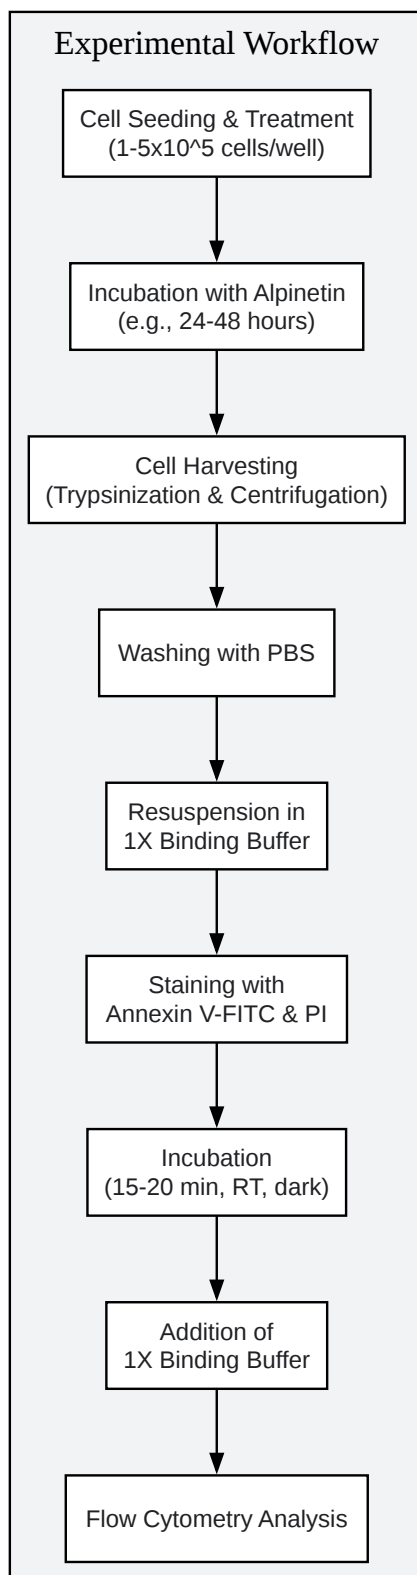 Experimental Workflow
Cell Seeding & Treatment
(1-5x10^5 cells/well)
Incubation with Alpinetin
(e.g., 24-48 hours)
Cell Harvesting
(Trypsinization & Centrifugation)
Washing with PBS
Resuspension in
1X Binding Buffer
Staining with
Annexin V-FITC & PI
Incubation
(15-20 min, RT, dark)
Addition of
1X Binding Buffer
Flow Cytometry Analysis